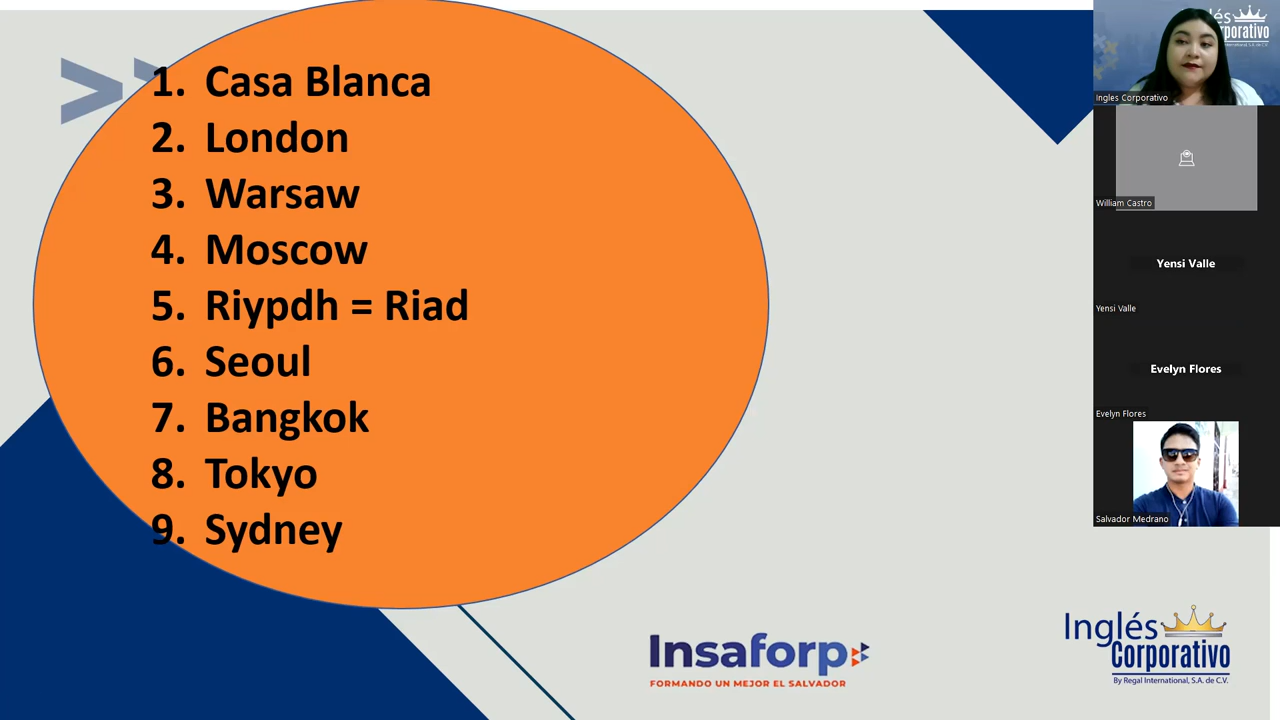 1. Casa Blanca
2. London
3. Warsaw
4. Moscow
5. Riypdh = Riad
6. Seoul
7. Bangkok
8. Tokyo
9. Sydney
Insaforp
FORMANDO UN MEJOR EL SALVADOR
Inglés
Corporativo
By Regal International, S.A. de C.V.
Ingles Corporativo
William Castro
Yensi Valle
Yensi Valle
Evelyn Flores
Evelyn Flores
Salvador Medrano